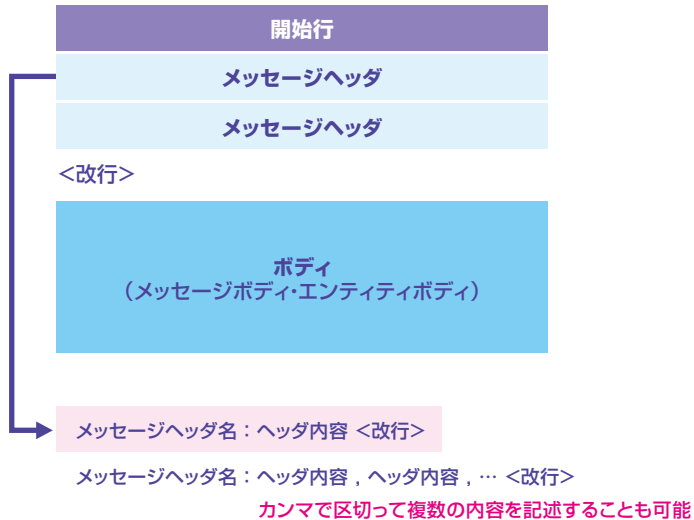 開始行
メッセージヘッダ
メッセージヘッダ
＜改行＞
ボディ
（メッセージボディ・エンティティボディ）
メッセージヘッダ名：ヘッダ内容 ＜改行＞
メッセージヘッダ名：ヘッダ内容 , ヘッダ内容 , … ＜改行＞
カンマで区切って複数の内容を記述することも可能